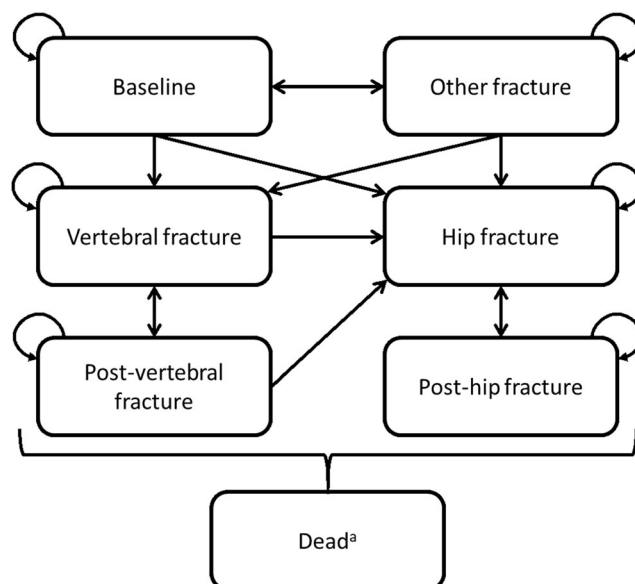 Baseline
Other fracture
Vertebral fracture
Hip fracture
Post-vertebral
fracture
Post-hip fracture
Deadᵃ